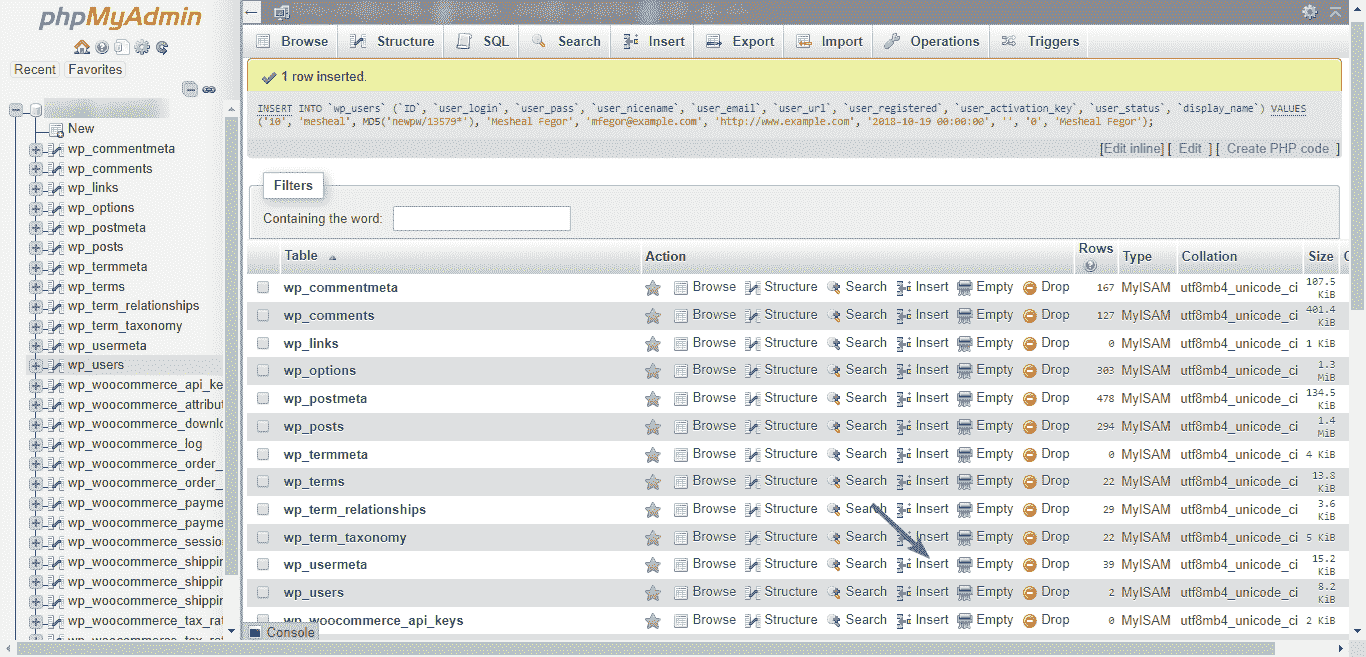 phpMyAdmin
Recent Favorites
New
wp_commentmeta
wp_comments
wp_links
wp_options
wp_postmeta
wp_posts
wp_termmeta
wp_terms
wp_term_relationships
wp_term_taxonomy
wp_usermeta
wp_users
wp_woocommerce_api_ke
wp_woocommerce_attribut
wp_woocommerce_downlo
wp_woocommerce_log
wp_woocommerce_order_
wp_woocommerce_order_
wp_woocommerce_payme
wp_woocommerce_payme
wp_woocommerce_sessio
wp_woocommerce_shippin
wp_woocommerce_shippin
wp_woocommerce_shippin
wp_woocommerce_tax_rat
wp_woocommerce_tax_rat
Browse Structure SQL Search Insert Export Import Operations Triggers
1 row inserted.
INSERT INTO `wp_users` (`ID`, `user_login`, `user_pass`, `user_nicename`, `user_email`, `user_url`, `user_registered`, `user_activation_key`, `user_status`, `display_name`) VALUES
('10', 'mesheal', MD5('newpw/13579*'), 'Mesheal Fegor', 'mfegor@example.com', 'http://www.example.com', '2018-10-19 00:00:00', '', '0', 'Mesheal Fegor');
[Edit inline] [ Edit ] [ Create PHP code ]
Filters
Containing the word:
Table Action Rows Type Collation Size
wp_commentmeta Browse Structure Search Insert Empty Drop 167 MyISAM utf8mb4_unicode_ci 107.5 KiB
wp_comments Browse Structure Search Insert Empty Drop 127 MyISAM utf8mb4_unicode_ci 401.4 KiB
wp_links Browse Structure Search Insert Empty Drop 0 MyISAM utf8mb4_unicode_ci 1 KiB
wp_options Browse Structure Search Insert Empty Drop 303 MyISAM utf8mb4_unicode_ci 1.3 MiB
wp_postmeta Browse Structure Search Insert Empty Drop 478 MyISAM utf8mb4_unicode_ci 134.5 KiB
wp_posts Browse Structure Search Insert Empty Drop 294 MyISAM utf8mb4_unicode_ci 1.4 MiB
wp_termmeta Browse Structure Search Insert Empty Drop 0 MyISAM utf8mb4_unicode_ci 4 KiB
wp_terms Browse Structure Search Insert Empty Drop 22 MyISAM utf8mb4_unicode_ci 13.8 KiB
wp_term_relationships Browse Structure Search Insert Empty Drop 29 MyISAM utf8mb4_unicode_ci 3.6 KiB
wp_term_taxonomy Browse Structure Search Insert Empty Drop 22 MyISAM utf8mb4_unicode_ci 5 KiB
wp_usermeta Browse Structure Search Insert Empty Drop 39 MyISAM utf8mb4_unicode_ci 15.2 KiB
wp_users Browse Structure Search Insert Empty Drop 2 MyISAM utf8mb4_unicode_ci 8.2 KiB
wp_woocommerce_api_keys Browse Structure Search Insert Empty Drop 0 MyISAM utf8mb4_unicode_ci 2 KiB
Console